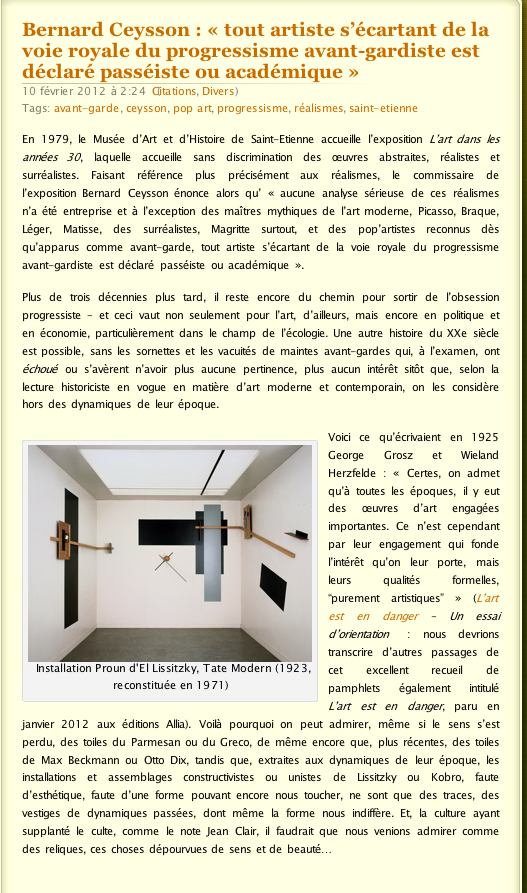 Bernard Ceysson : « tout artiste s'écartant de la
voie royale du progressisme avant-gardiste est
déclaré passéiste ou académique »
10 février 2012 à 2:24 (Citations, Divers)
Tags: avant-garde, ceysson, pop art, progressisme, réalismes, saint-etienne
En 1979, le Musée d'Art et d'Histoire de Saint-Etienne accueille l'exposition L'art dans les
années 30, laquelle accueille sans discrimination des œuvres abstraites, réalistes et
surréalistes. Faisant référence plus précisément aux réalismes, le commissaire de
l'exposition Bernard Ceysson énonce alors qu' « aucune analyse sérieuse de ces réalismes
n'a été entreprise et à l'exception des maîtres mythiques de l'art moderne, Picasso, Braque,
Léger, Matisse, des surréalistes, Magritte surtout, et des pop'artistes reconnus dès
qu'apparus comme avant-garde, tout artiste s'écartant de la voie royale du progressisme
avant-gardiste est déclaré passéiste ou académique ».
Plus de trois décennies plus tard, il reste encore du chemin pour sortir de l'obsession
progressiste – et ceci vaut non seulement pour l'art, d'ailleurs, mais encore en politique et
en économie, particulièrement dans le champ de l'écologie. Une autre histoire du XXe siècle
est possible, sans les sornettes et les vacuités de maintes avant-gardes qui, à l'examen, ont
échoué ou s'avèrent n'avoir plus aucune pertinence, plus aucun intérêt sitôt que, selon la
lecture historiciste en vogue en matière d'art moderne et contemporain, on les considère
hors des dynamiques de leur époque.
Voici ce qu'écrivaient en 1925
George Grosz et Wieland
Herzfelde : « Certes, on admet
qu'à toutes les époques, il y eut
des œuvres d'art engagées
importantes. Ce n'est cependant
par leur engagement qui fonde
l'intérêt qu'on leur porte, mais
leurs qualités formelles,
"purement artistiques" » (L'art
est en danger – Un essai
d'orientation : nous devrions
transcrire d'autres passages de
cet excellent recueil de
pamphlets également intitulé
L'art est en danger, paru en
Installation Proun d'El Lissitzky, Tate Modern (1923,
reconstituée en 1971)
janvier 2012 aux éditions Allia). Voilà pourquoi on peut admirer, même si le sens s'est
perdu, des toiles du Parmesan ou du Greco, de même encore que, plus récentes, des toiles
de Max Beckmann ou Otto Dix, tandis que, extraites aux dynamiques de leur époque, les
installations et assemblages constructivistes ou unistes de Lissitzky ou Kobro, faute
d'esthétique, faute d'une forme pouvant encore nous toucher, ne sont que des traces, des
vestiges de dynamiques passées, dont même la forme nous indiffère. Et, la culture ayant
supplanté le culte, comme le note Jean Clair, il faudrait que nous venions admirer comme
des reliques, ces choses dépourvues de sens et de beauté…